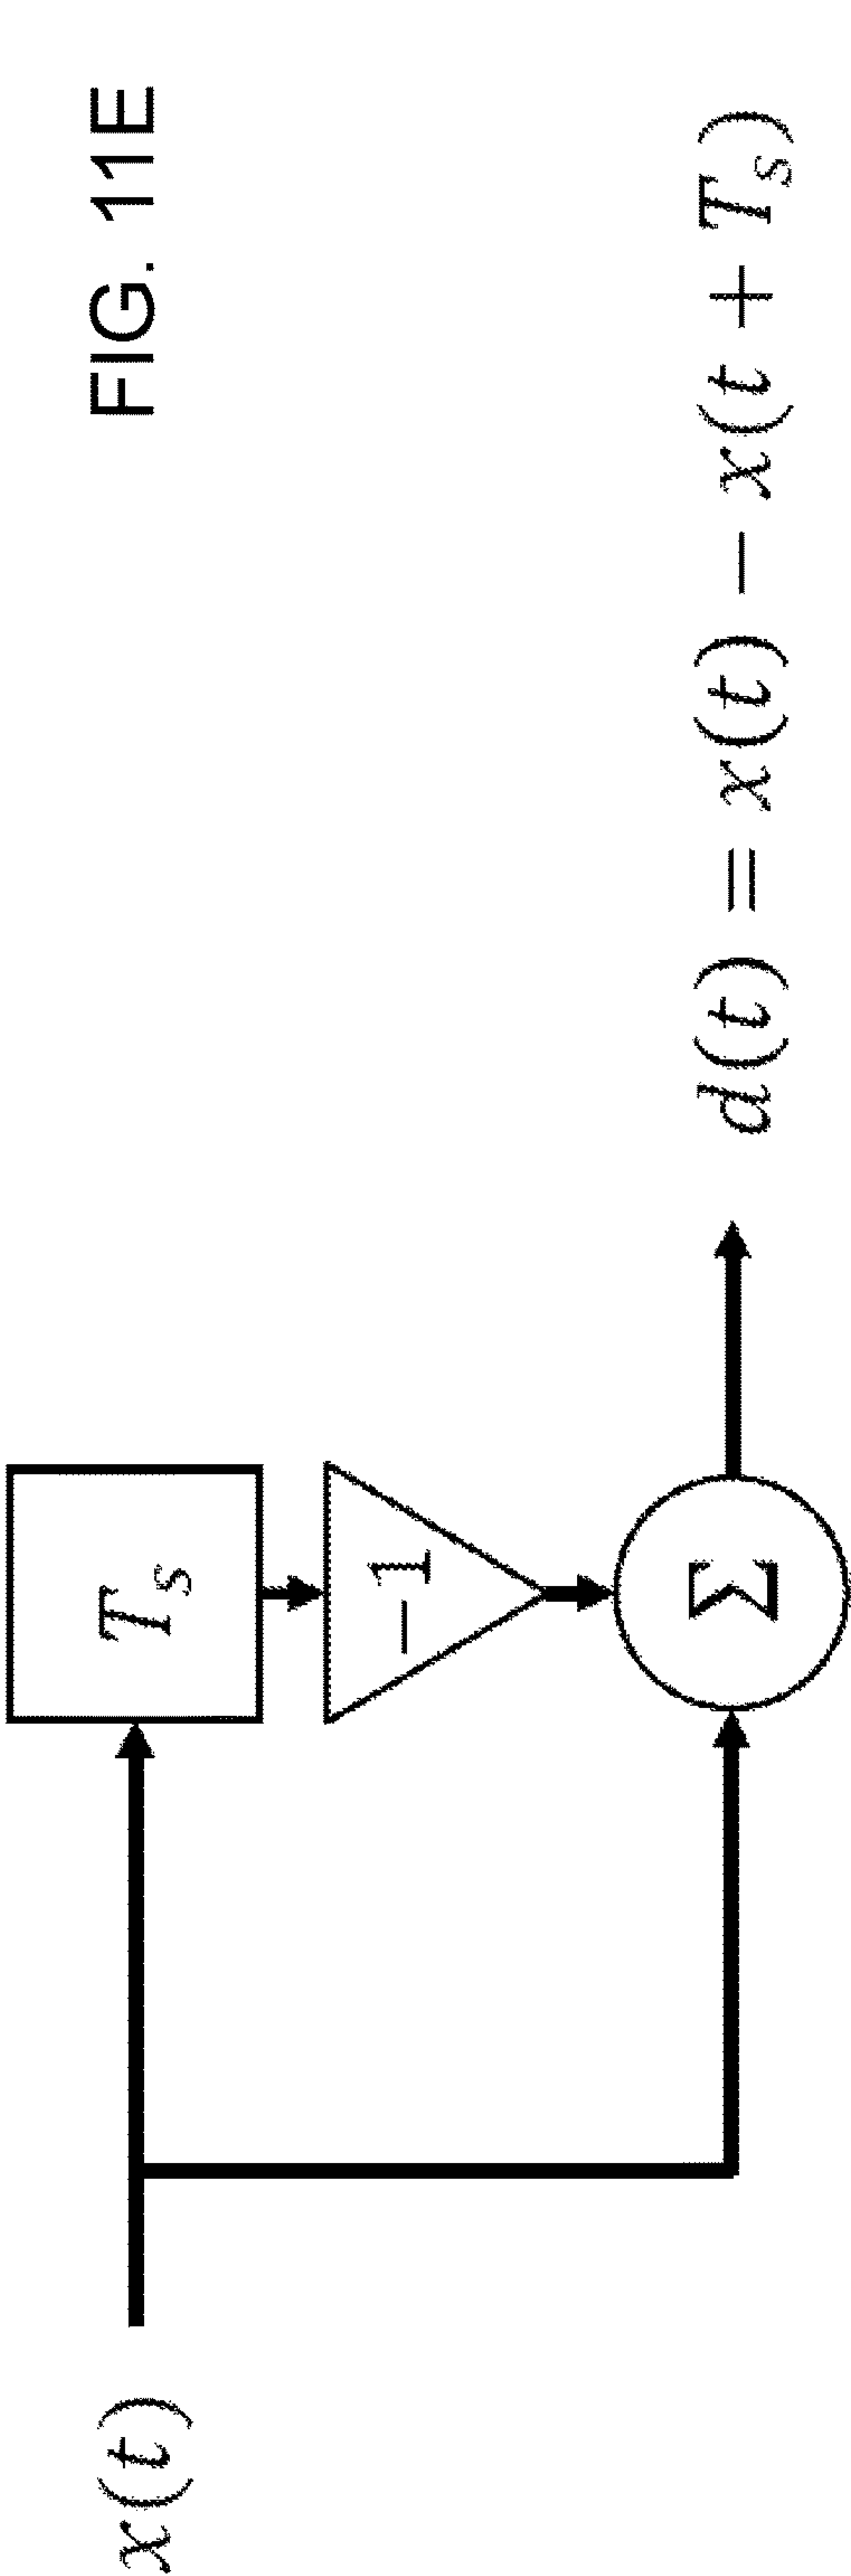 FIG. 11E
x(t)
T_s
−1
Σ
d(t) = x(t) − x(t + T_s)